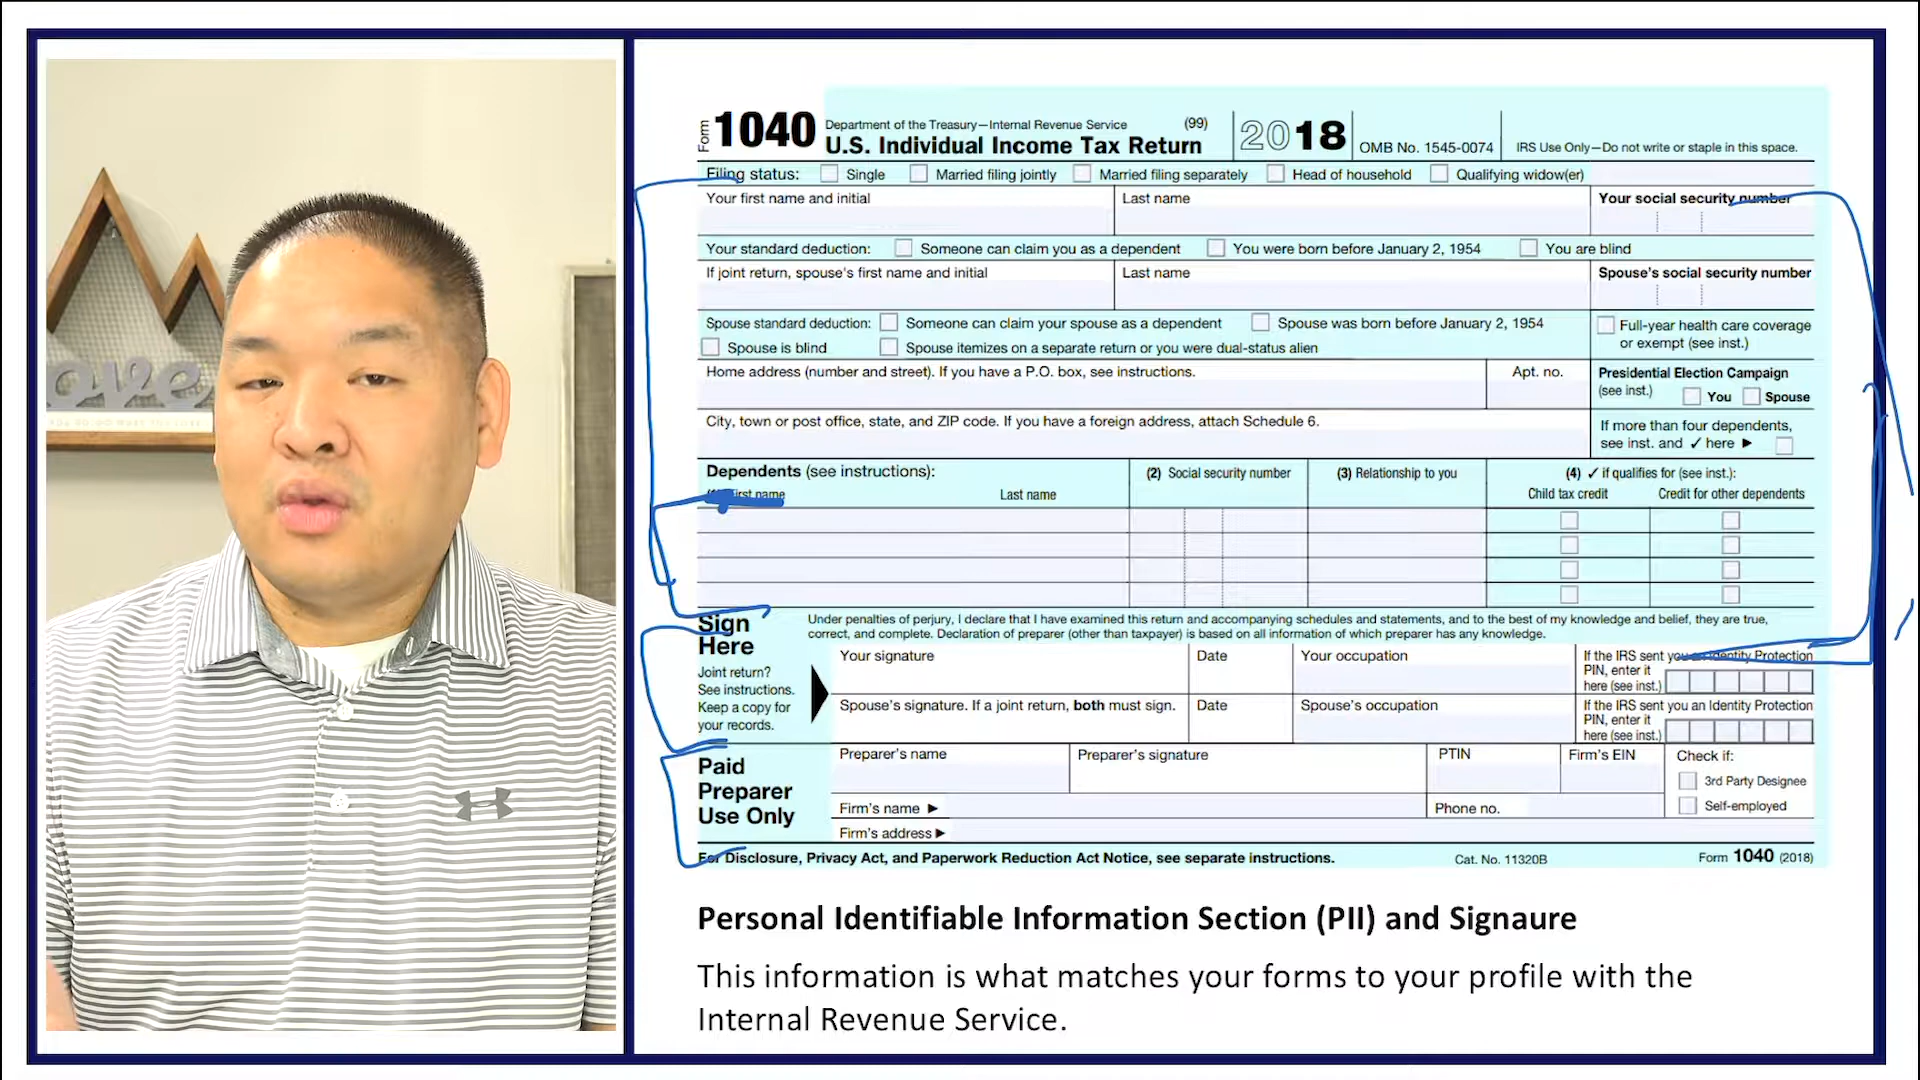 ove
Form 1040 Department of the Treasury—Internal Revenue Service (99)
U.S. Individual Income Tax Return
2018
OMB No. 1545-0074
IRS Use Only—Do not write or staple in this space.
Filing status: Single Married filing jointly Married filing separately Head of household Qualifying widow(er)
Your first name and initial
Last name
Your social security number
Your standard deduction: Someone can claim you as a dependent You were born before January 2, 1954 You are blind
If joint return, spouse's first name and initial
Last name
Spouse's social security number
Spouse standard deduction: Someone can claim your spouse as a dependent Spouse was born before January 2, 1954
Spouse is blind Spouse itemizes on a separate return or you were dual-status alien
Full-year health care coverage
or exempt (see inst.)
Home address (number and street). If you have a P.O. box, see instructions.
Apt. no.
Presidential Election Campaign
(see inst.) You Spouse
City, town or post office, state, and ZIP code. If you have a foreign address, attach Schedule 6.
If more than four dependents,
see inst. and ✓ here ►
Dependents (see instructions):
(2) Social security number
(3) Relationship to you
(4) ✓ if qualifies for (see inst.):
First name
Last name
Child tax credit
Credit for other dependents
Sign
Here
Under penalties of perjury, I declare that I have examined this return and accompanying schedules and statements, and to the best of my knowledge and belief, they are true,
correct, and complete. Declaration of preparer (other than taxpayer) is based on all information of which preparer has any knowledge.
Joint return?
See instructions.
Keep a copy for
your records.
Your signature
Date
Your occupation
If the IRS sent you an Identity Protection
PIN, enter it
here (see inst.)
Spouse's signature. If a joint return, both must sign.
Date
Spouse's occupation
If the IRS sent you an Identity Protection
PIN, enter it
here (see inst.)
Paid
Preparer
Use Only
Preparer's name
Preparer's signature
PTIN
Firm's EIN
Check if:
3rd Party Designee
Self-employed
Firm's name ►
Phone no.
Firm's address ►
For Disclosure, Privacy Act, and Paperwork Reduction Act Notice, see separate instructions.
Cat. No. 11320B
Form 1040 (2018)
Personal Identifiable Information Section (PII) and Signaure
This information is what matches your forms to your profile with the
Internal Revenue Service.